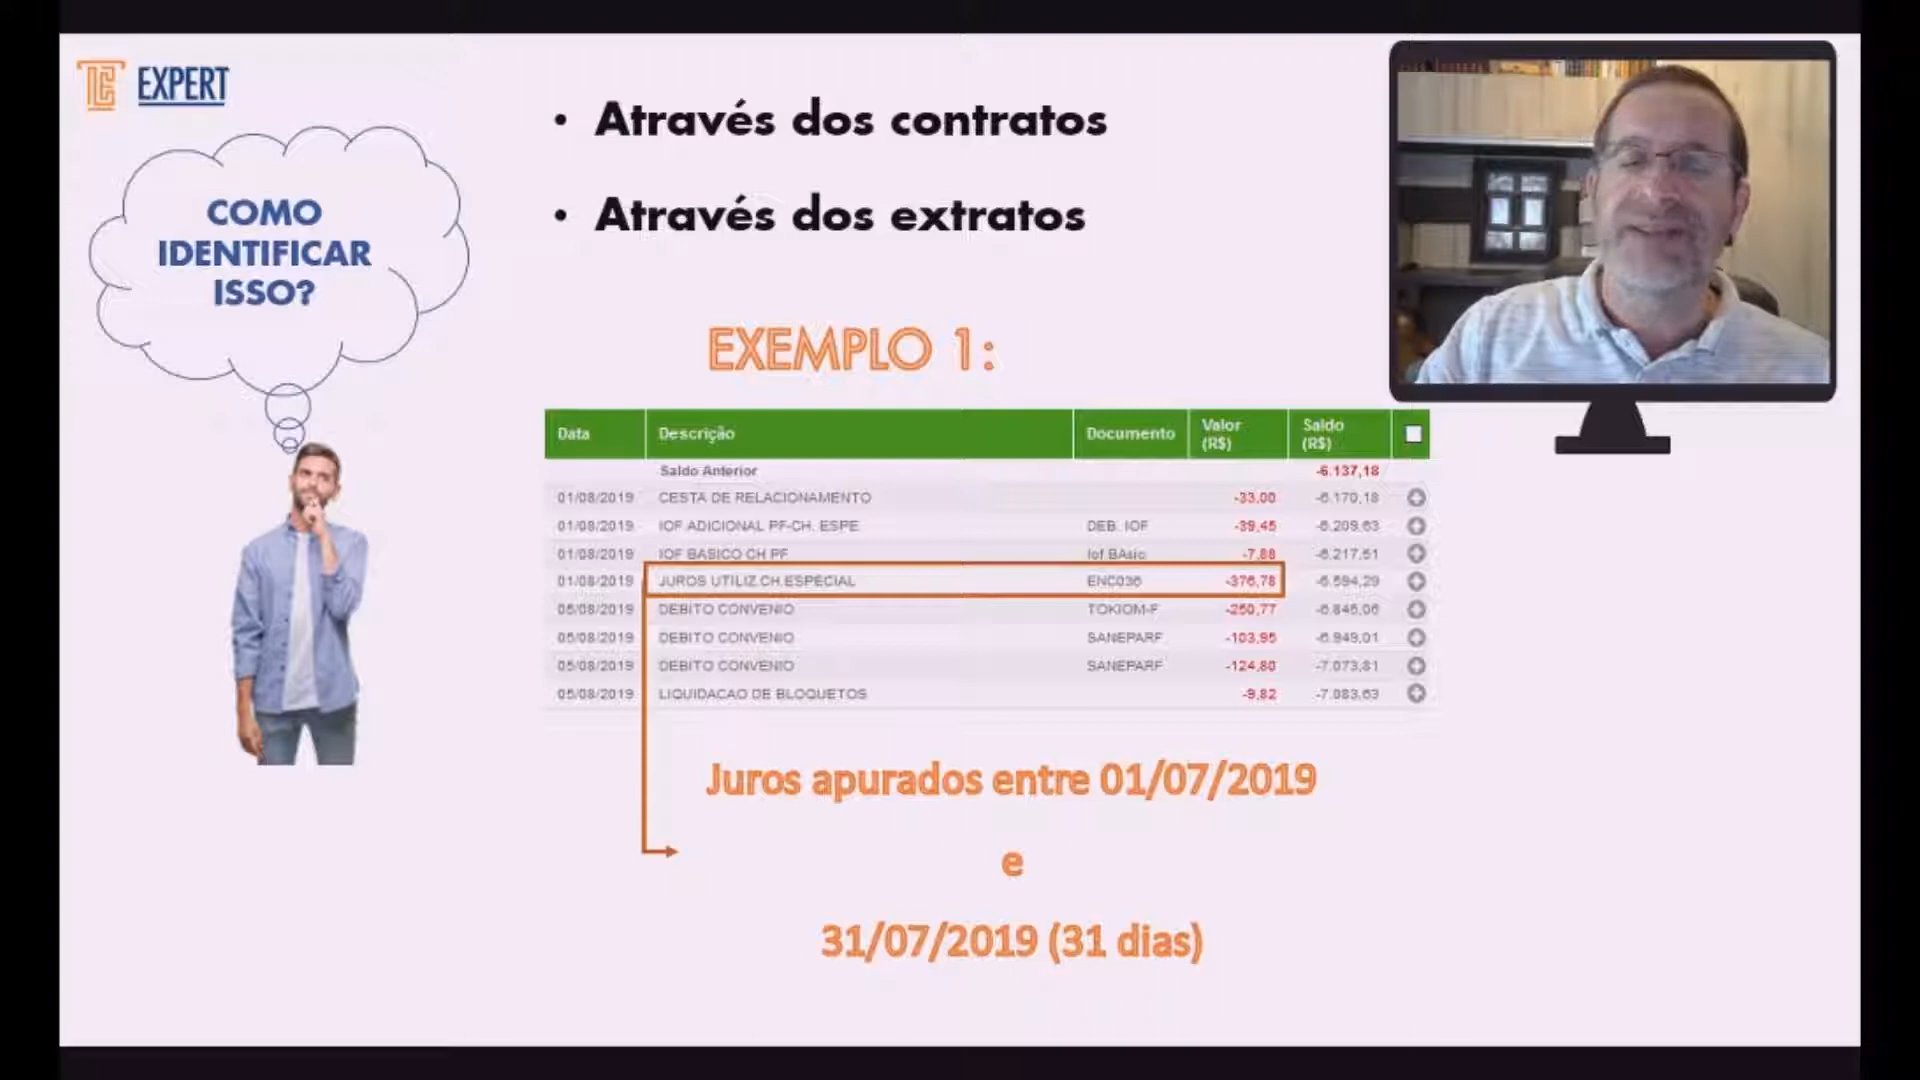 EXPERT
COMO
IDENTIFICAR
ISSO?
• Através dos contratos
• Através dos extratos
EXEMPLO 1:
Data Descrição Documento Valor (R$) Saldo (R$)
Saldo Anterior -6.137,18
01/08/2019 CESTA DE RELACIONAMENTO -33,00 -6.170,18
01/08/2019 IOF ADICIONAL PF-CH. ESPE DEB. IOF -39,45 -6.209,63
01/08/2019 IOF BASICO CH PF Iof BAsic -7,88 -6.217,51
01/08/2019 JUROS UTILIZ.CH.ESPECIAL ENC036 -376,78 -6.594,29
05/08/2019 DEBITO CONVENIO TOKIOM-F -250,77 -6.845,06
05/08/2019 DEBITO CONVENIO SANEPARF -103,95 -6.949,01
05/08/2019 DEBITO CONVENIO SANEPARF -124,80 -7.073,81
05/08/2019 LIQUIDACAO DE BLOQUETOS -9,82 -7.083,63
Juros apurados entre 01/07/2019
e
31/07/2019 (31 dias)